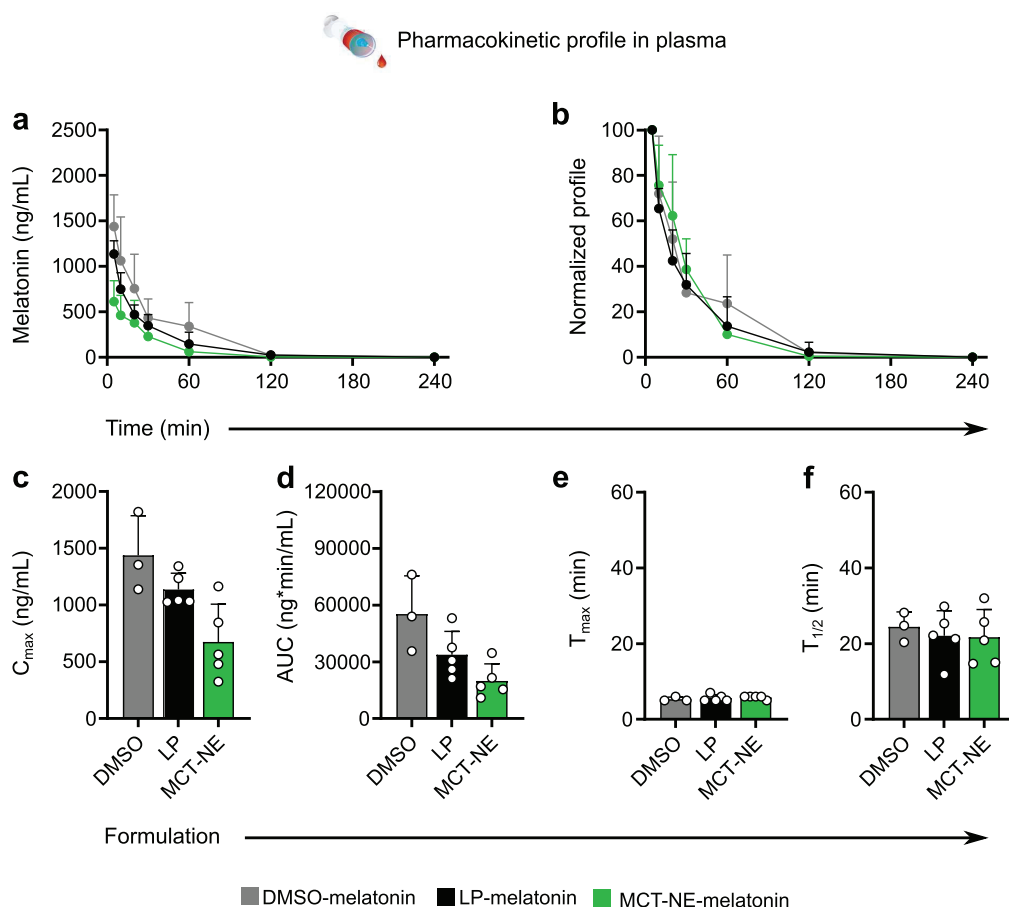 Pharmacokinetic profile in plasma
a
Melatonin (ng/mL)
2500
2000
1500
1000
500
0
0 60 120 180 240
b
Normalized profile
100
80
60
40
20
0
0 60 120 180 240
Time (min)
c
Cmax (ng/mL)
2000
1500
1000
500
0
DMSO LP MCT-NE
d
AUC (ng*min/mL)
120000
90000
60000
30000
0
DMSO LP MCT-NE
e
Tmax (min)
60
40
20
0
DMSO LP MCT-NE
f
T1/2 (min)
60
40
20
0
DMSO LP MCT-NE
Formulation
DMSO-melatonin LP-melatonin MCT-NE-melatonin